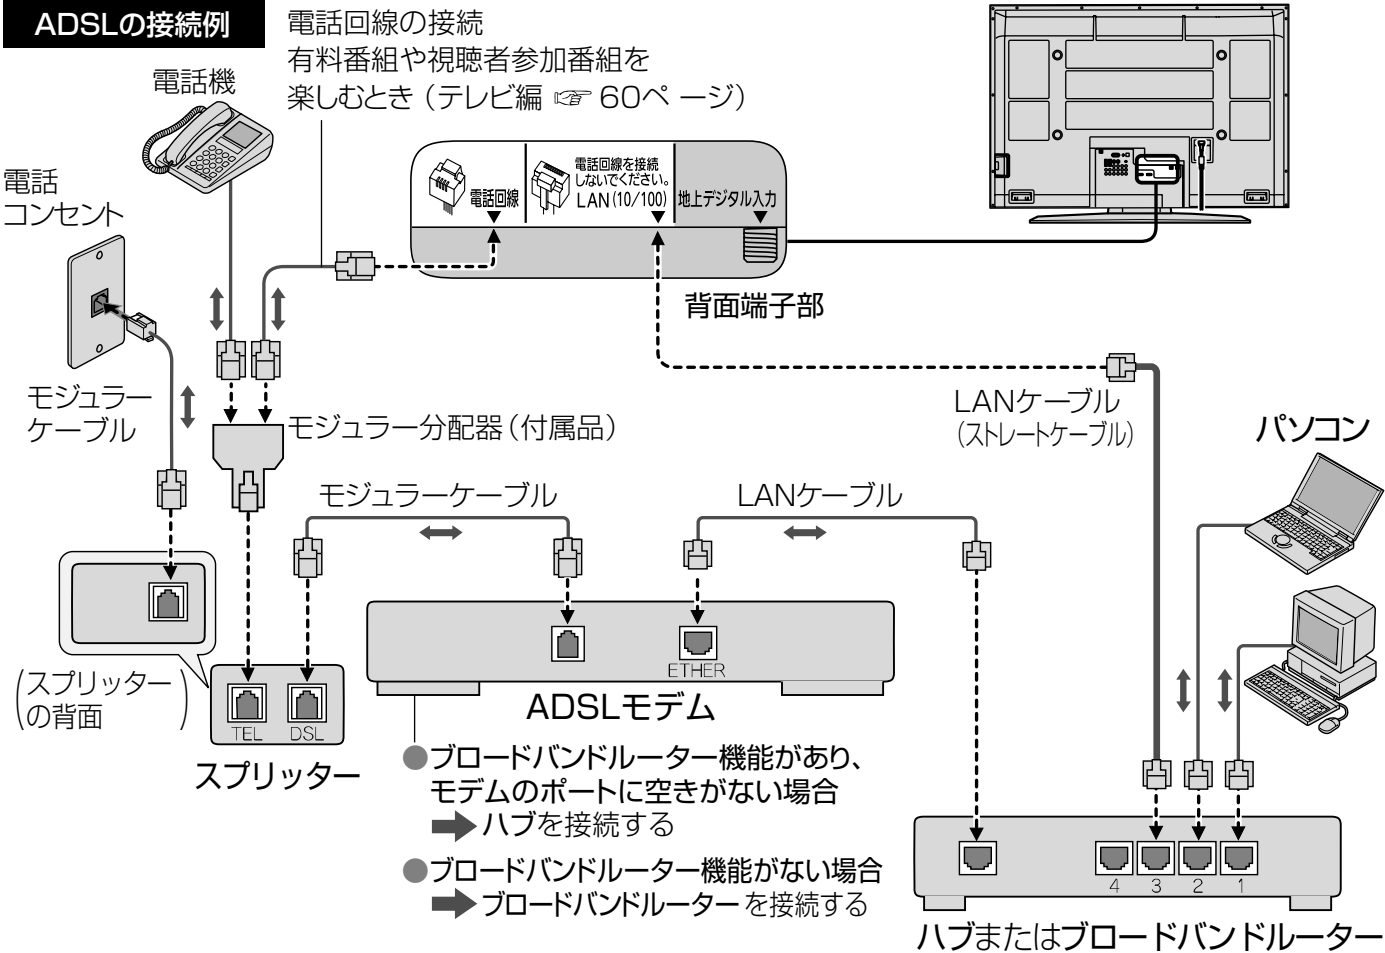 ADSLの接続例
電話回線の接続
有料番組や視聴者参加番組を
楽しむとき(テレビ編 ☞ 60ページ)
電話機
電話
コンセント
電話回線
電話回線を接続
しないでください。
LAN(10/100)
地上デジタル入力
背面端子部
モジュラー
ケーブル
モジュラー分配器(付属品)
LANケーブル
(ストレートケーブル)
パソコン
モジュラーケーブル
LANケーブル
ETHER
ADSLモデム
(スプリッター
の背面)
TEL
DSL
スプリッター
●ブロードバンドルーター機能があり、
モデムのポートに空きがない場合
➡ハブを接続する
●ブロードバンドルーター機能がない場合
➡ブロードバンドルーターを接続する
4 3 2 1
ハブまたはブロードバンドルーター